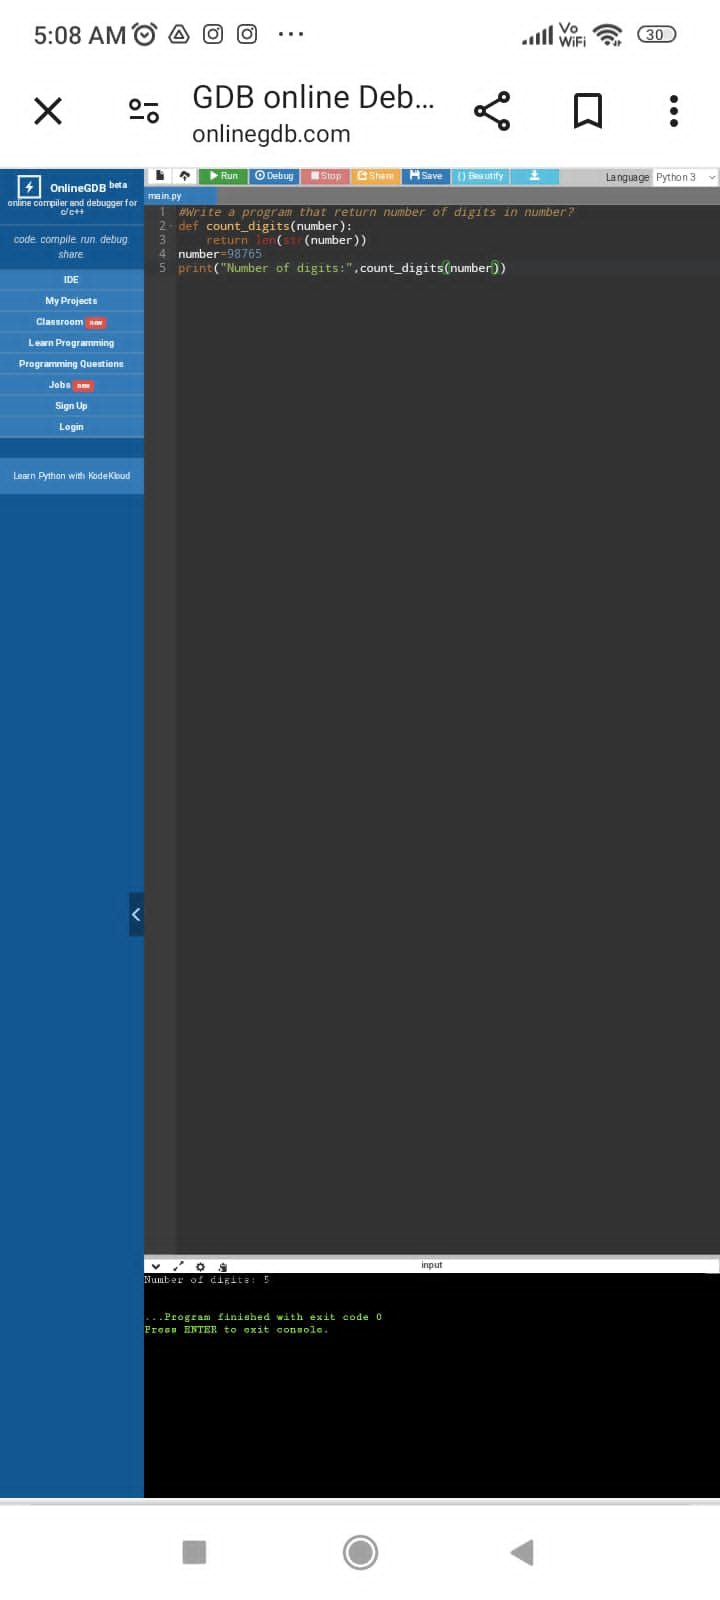 5:08 AM
Vo WiFi
30
GDB online Deb...
onlinegdb.com
OnlineGDB beta
online compiler and debugger for c/c++
code. compile. run. debug. share.
IDE
My Projects
Classroom new
Learn Programming
Programming Questions
Jobs new
Sign Up
Login
Learn Python with KodeKloud
Run Debug Stop Share Save {} Beautify
Language Python 3
main.py
1 #Write a program that return number of digits in number?
2 def count_digits(number):
3 return len(str(number))
4 number=98765
5 print("Number of digits:",count_digits(number))
input
Number of digits: 5
...Program finished with exit code 0
Press ENTER to exit console.